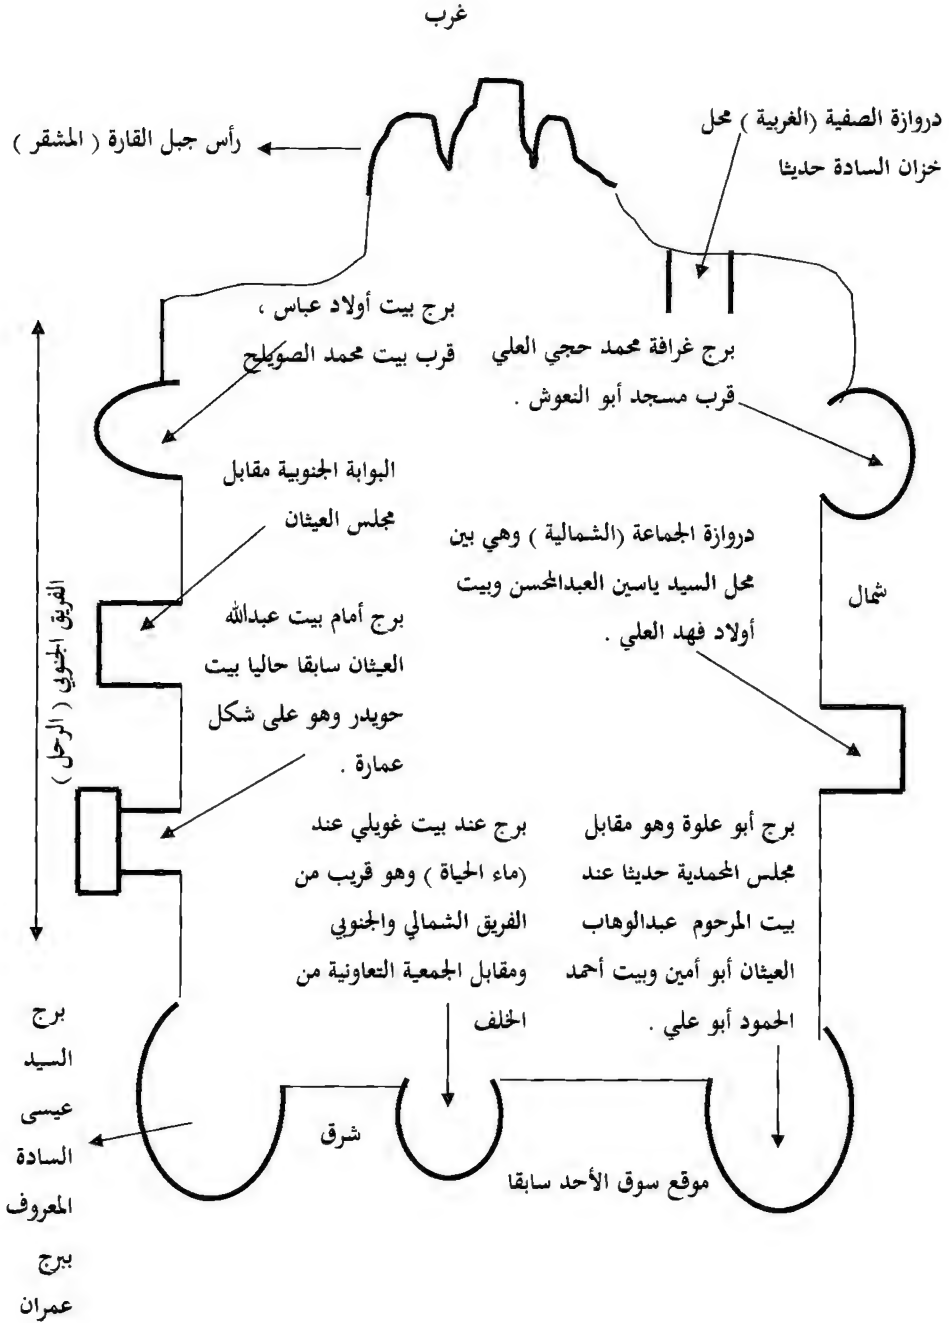 غرب
دروازة الصفية (الغربية ) محل
خزان السادة حديثا
رأس جبل القارة ( المشقر )
برج بيت أولاد عباس ،
قرب بيت محمد الصويلح
برج غرافة محمد حجي العلي
قرب مسجد أبو النعوش .
البوابة الجنوبية مقابل
مجلس العيثان
دروازة الجماعة (الشمالية ) وهي بين
محل السيد ياسين العبدالمحسن وبيت
أولاد فهد العلي .
شمال
الفريق الجنوبي ( الرحل )
برج أمام بيت عبدالله
العيثان سابقا حاليا بيت
حويدر وهو على شكل
عمارة .
برج أبو علوة وهو مقابل
مجلس المحمدية حديثا عند
بيت المرحوم عبدالوهاب
العيثان أبو أمين وبيت أحمد
الحمود أبو علي .
برج عند بيت غويلي عند
(ماء الحياة ) وهو قريب من
الفريق الشمالي والجنوبي
ومقابل الجمعية التعاونية من
الخلف
برج
السيد
عيسى
السادة
المعروف
ببرج
عمران
شرق
موقع سوق الأحد سابقا